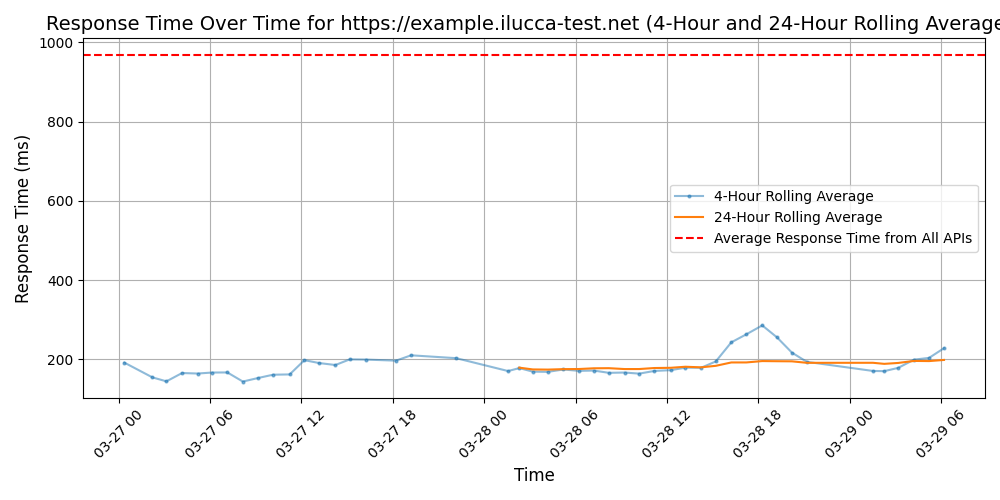 Response Time Over Time for https://example.ilucca-test.net (4-Hour and 24-Hour Rolling Average
Response Time (ms)
1000
800
600
400
200
4-Hour Rolling Average
24-Hour Rolling Average
Average Response Time from All APIs
03-27 00
03-27 06
03-27 12
03-27 18
03-28 00
03-28 06
03-28 12
03-28 18
03-29 00
03-29 06
Time